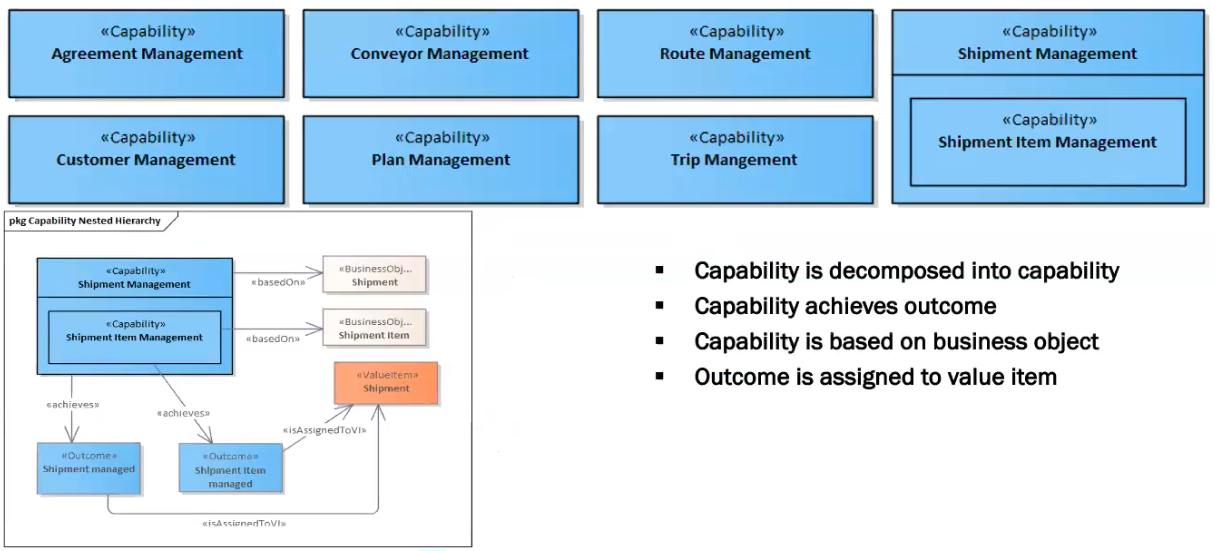 «Capability»
Agreement Management
«Capability»
Conveyor Management
«Capability»
Route Management
«Capability»
Shipment Management
«Capability»
Shipment Item Management
«Capability»
Customer Management
«Capability»
Plan Management
«Capability»
Trip Mangement
pkg Capability Nested Hierarchy
«Capability»
Shipment Management
«Capability»
Shipment Item Management
«basedOn»
«BusinessObj...
Shipment
«basedOn»
«BusinessObj...
Shipment Item
«ValueItem»
Shipment
«achieves»
«achieves»
«isAssignedToVI»
«Outcome»
Shipment managed
«Outcome»
Shipment Item
managed
«isAssignedToVI»
▪ Capability is decomposed into capability
▪ Capability achieves outcome
▪ Capability is based on business object
▪ Outcome is assigned to value item